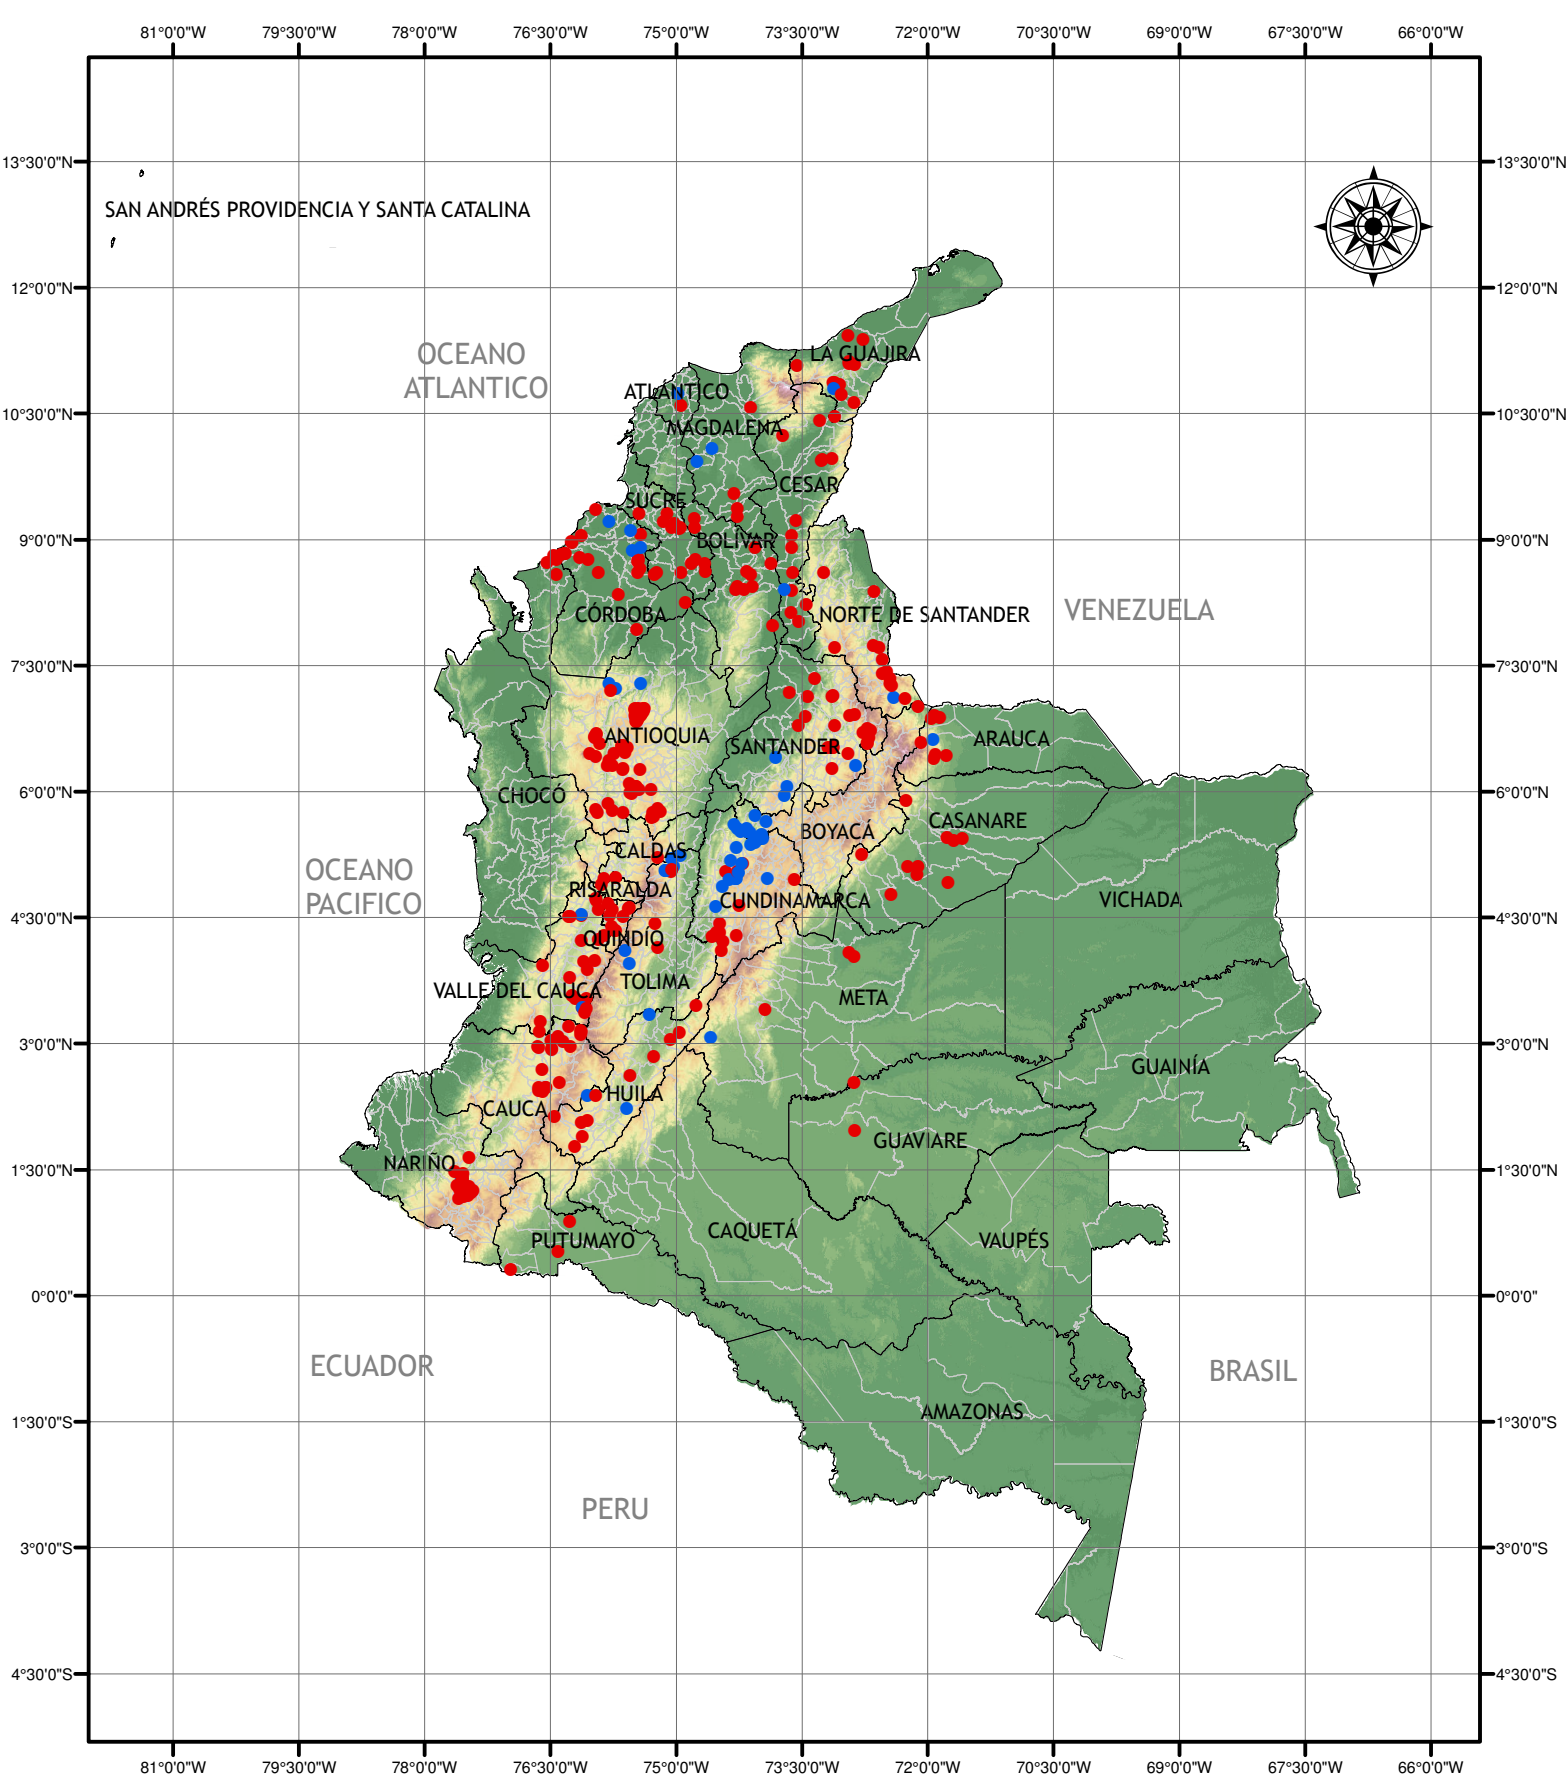 81°0'0"W 79°30'0"W 78°0'0"W 76°30'0"W 75°0'0"W 73°30'0"W 72°0'0"W 70°30'0"W 69°0'0"W 67°30'0"W 66°0'0"W
13°30'0"N 13°30'0"N
SAN ANDRÉS PROVIDENCIA Y SANTA CATALINA
12°0'0"N 12°0'0"N
OCEANO
ATLANTICO
LA GUAJIRA
ATLÁNTICO
10°30'0"N 10°30'0"N
MAGDALENA
CESAR
SUCRE
9°0'0"N BOLÍVAR 9°0'0"N
CÓRDOBA NORTE DE SANTANDER VENEZUELA
7°30'0"N 7°30'0"N
ANTIOQUIA SANTANDER ARAUCA
6°0'0"N CHOCÓ 6°0'0"N
BOYACÁ CASANARE
CALDAS
OCEANO
PACIFICO
RISARALDA CUNDINAMARCA VICHADA
4°30'0"N 4°30'0"N
QUINDÍO
TOLIMA
VALLE DEL CAUCA META
3°0'0"N 3°0'0"N
GUAINÍA
HUILA
CAUCA
GUAVIARE
NARIÑO
1°30'0"N 1°30'0"N
CAQUETÁ
PUTUMAYO VAUPÉS
0°0'0" 0°0'0"
ECUADOR BRASIL
AMAZONAS
1°30'0"S 1°30'0"S
PERU
3°0'0"S 3°0'0"S
4°30'0"S 4°30'0"S
81°0'0"W 79°30'0"W 78°0'0"W 76°30'0"W 75°0'0"W 73°30'0"W 72°0'0"W 70°30'0"W 69°0'0"W 67°30'0"W 66°0'0"W